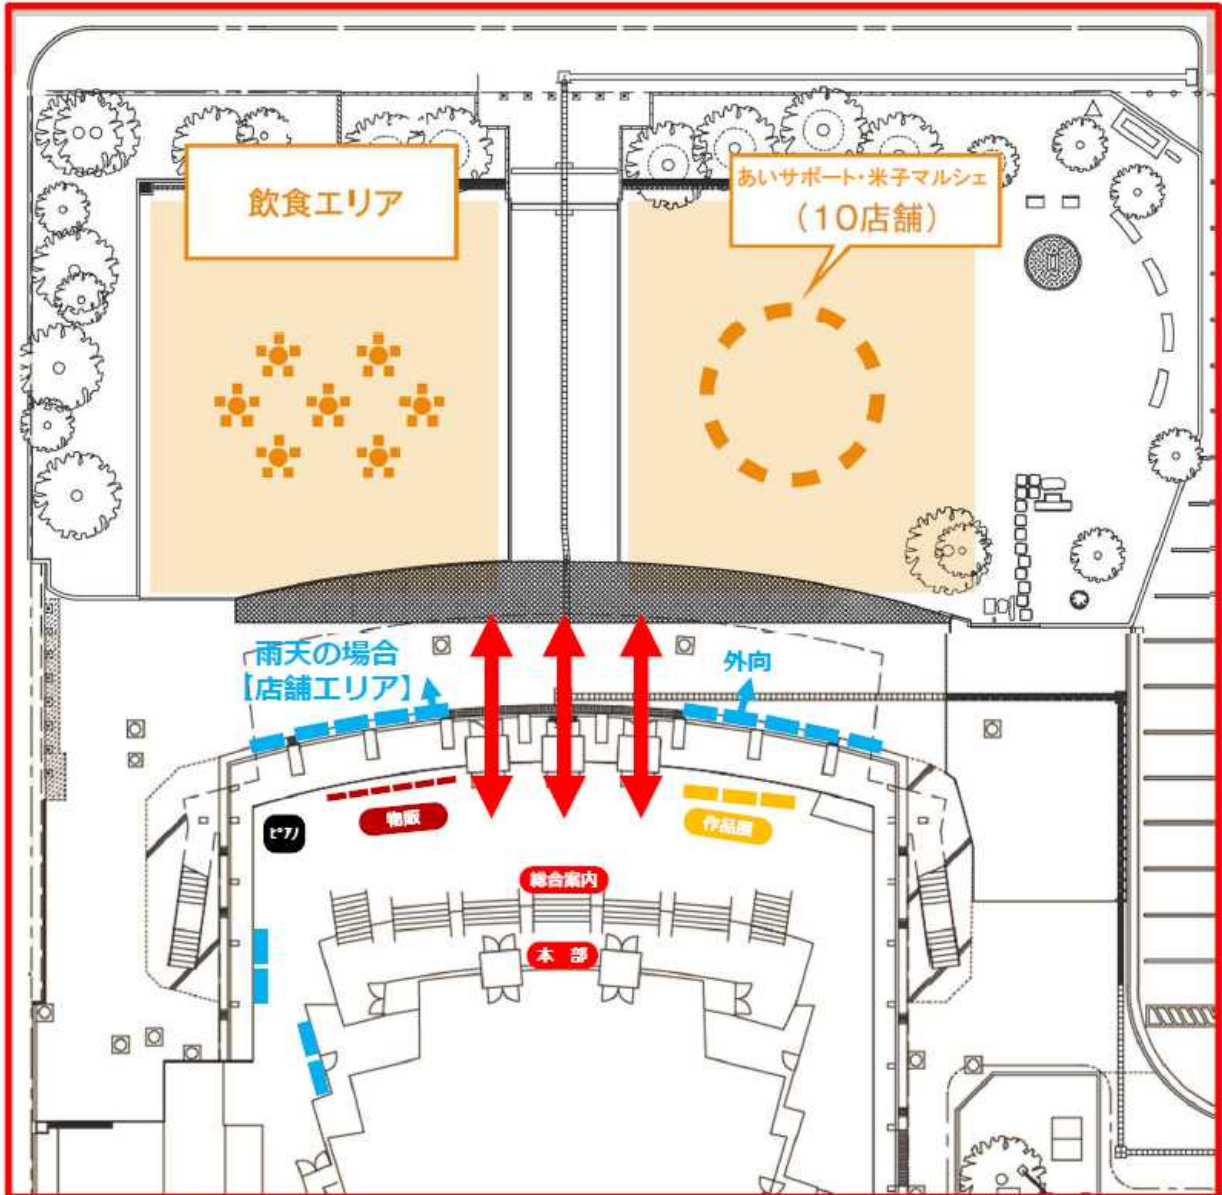 飲食エリア
あいサポート・米子マルシェ
（10店舗）
雨天の場合
【店舗エリア】
外向
物販
作品展
ピアノ
総合案内
本 部